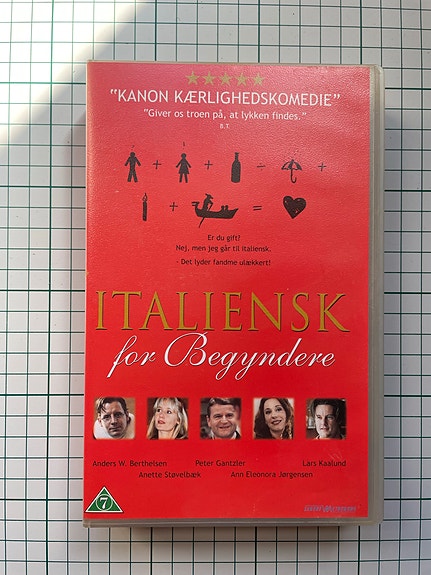 "KANON KÆRLIGHEDSKOMEDIE"
"Giver os troen på, at lykken findes."
B.T.
+ + - +
+ =
Er du gift?
Nej, men jeg går til italiensk.
- Det lyder fandme ulækkert!
ITALIENSK
for Begyndere
Anders W. Berthelsen Peter Gantzler Lars Kaalund
Anette Støvelbæk Ann Eleonora Jørgensen
7